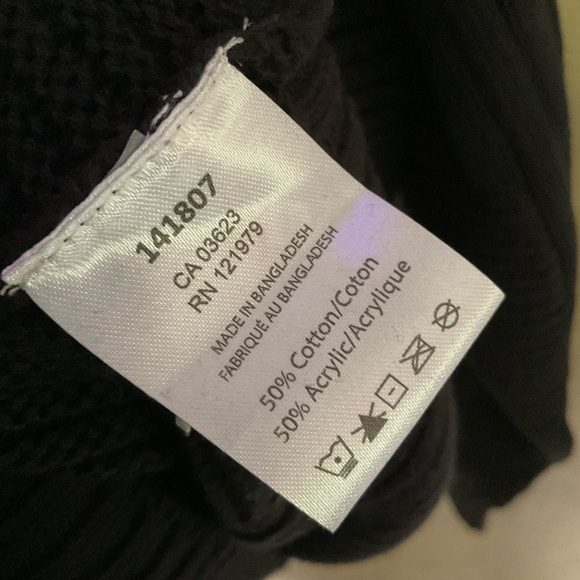 141807
CA 03623
RN 121979
MADE IN BANGLADESH
FABRIQUÉ AU BANGLADESH
50% Cotton/Coton
50% Acrylic/Acrylique